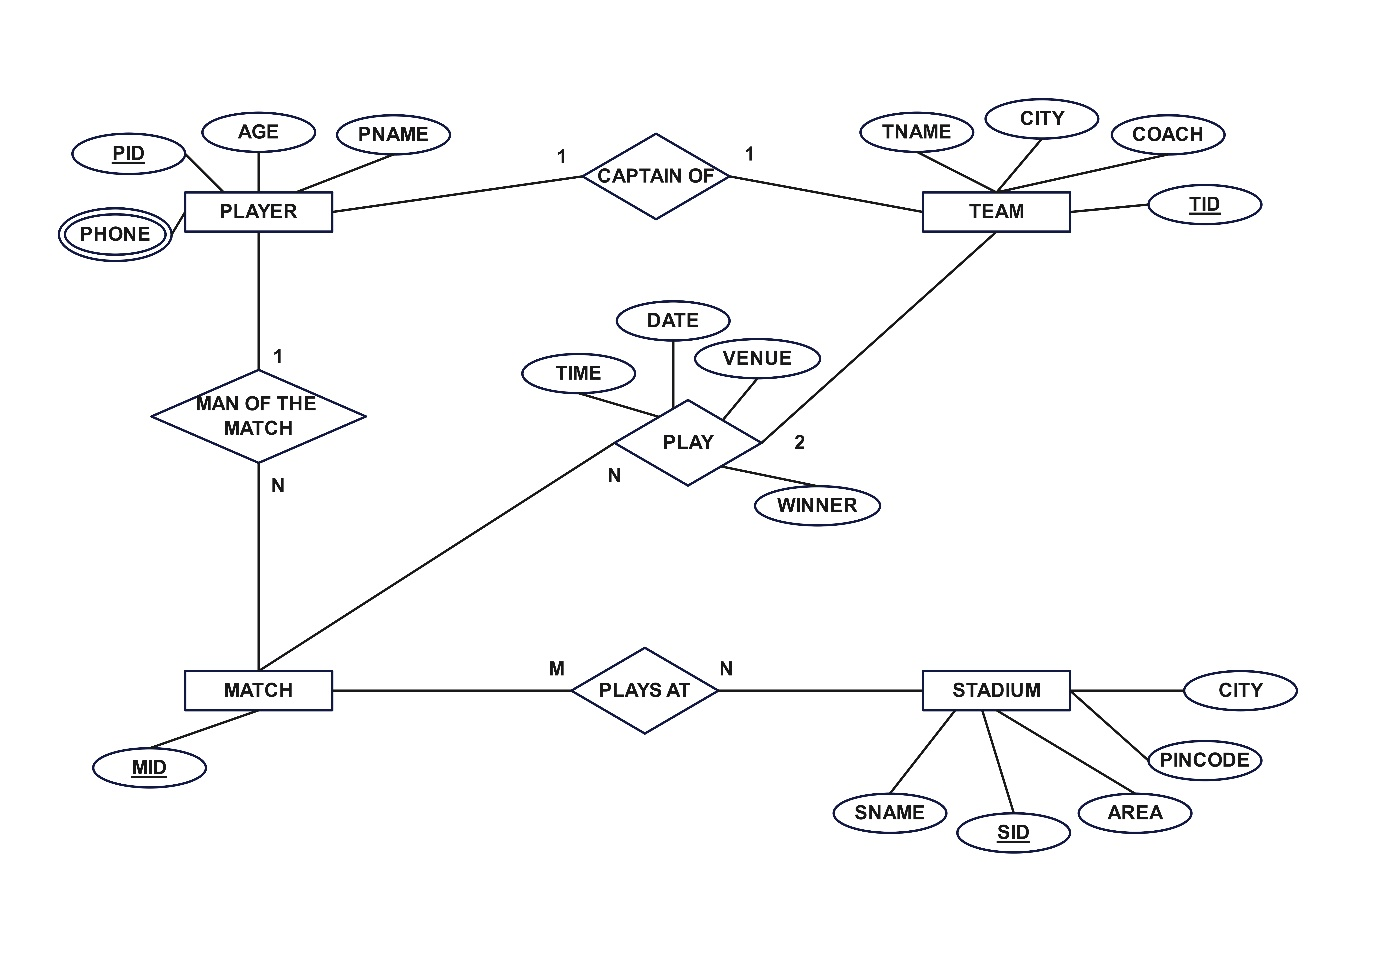 PID
AGE
PNAME
PHONE
PLAYER
1
CAPTAIN OF
1
TNAME
CITY
COACH
TEAM
TID
DATE
TIME
VENUE
PLAY
2
N
WINNER
1
MAN OF THE
MATCH
N
MATCH
MID
M
PLAYS AT
N
STADIUM
CITY
PINCODE
SNAME
SID
AREA